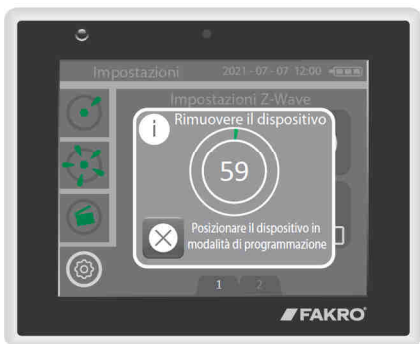 Impostazioni 2021-07-07 12:00
Impostazioni Z-Wave
i Rimuovere il dispositivo
59
Posizionare il dispositivo in
modalità di programmazione
1 2
FAKRO®